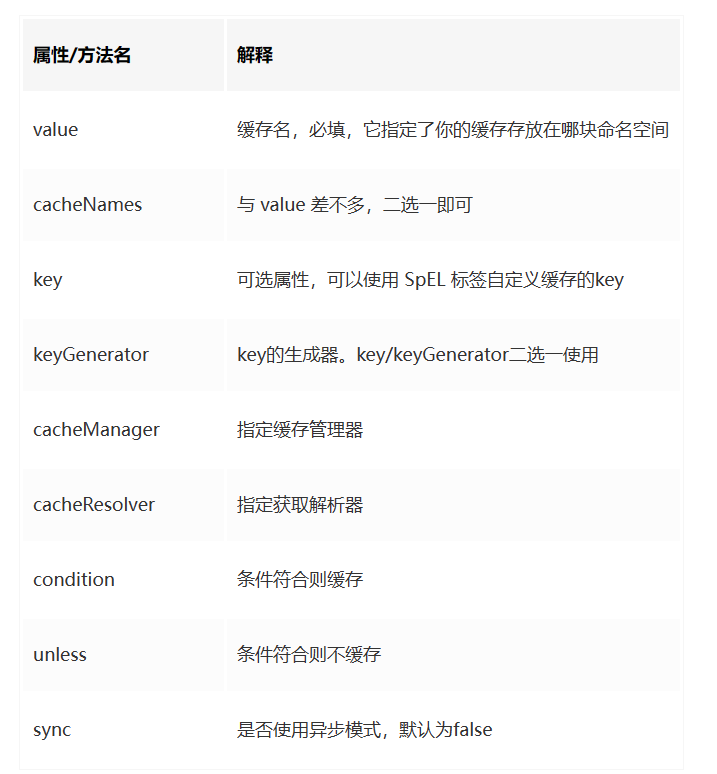 属性/方法名 解释
value 缓存名，必填，它指定了你的缓存存放在哪块命名空间
cacheNames 与 value 差不多，二选一即可
key 可选属性，可以使用 SpEL 标签自定义缓存的key
keyGenerator key的生成器。key/keyGenerator二选一使用
cacheManager 指定缓存管理器
cacheResolver 指定获取解析器
condition 条件符合则缓存
unless 条件符合则不缓存
sync 是否使用异步模式，默认为false